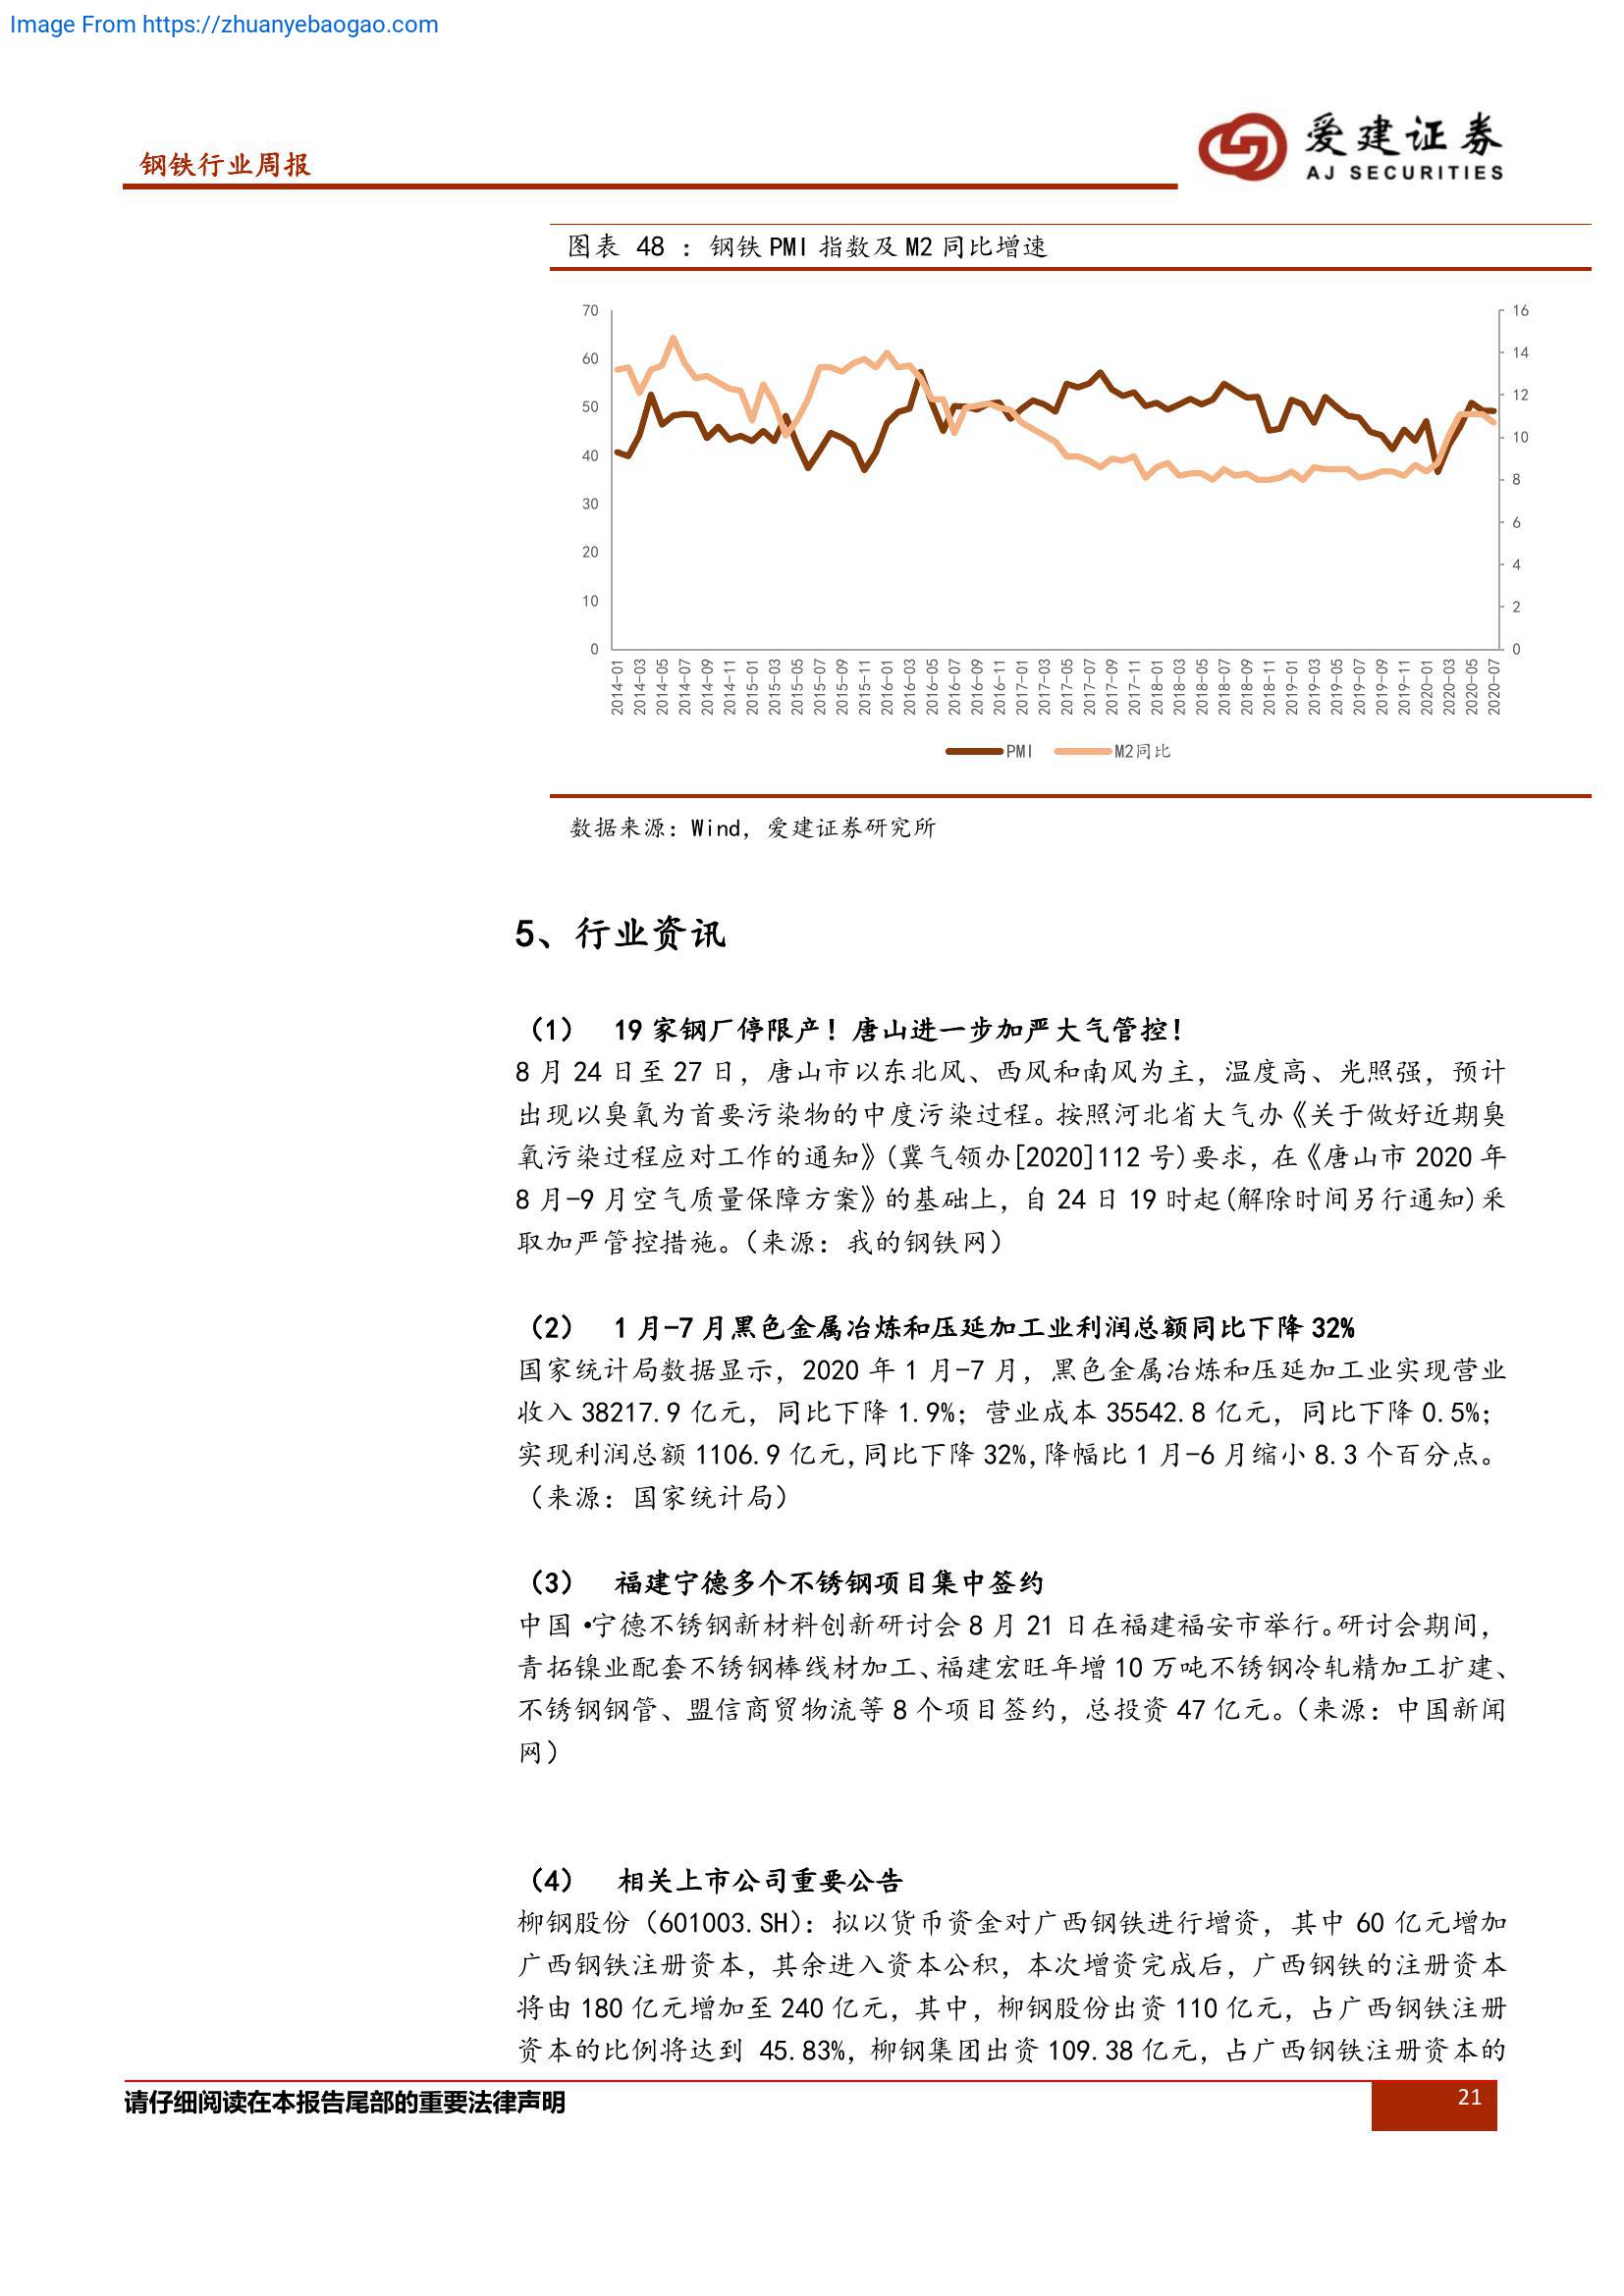 Image From https://zhuanyebaogao.com
钢铁行业周报
爱建证券
AJ SECURITIES
图表 48 : 钢铁 PMI 指数及 M2 同比增速
70
60
50
40
30
20
10
0
16
14
12
10
8
6
4
2
0
2014-01
2014-03
2014-05
2014-07
2014-09
2014-11
2015-01
2015-03
2015-05
2015-07
2015-09
2015-11
2016-01
2016-03
2016-05
2016-07
2016-09
2016-11
2017-01
2017-03
2017-05
2017-07
2017-09
2017-11
2018-01
2018-03
2018-05
2018-07
2018-09
2018-11
2019-01
2019-03
2019-05
2019-07
2019-09
2019-11
2020-01
2020-03
2020-05
2020-07
PMI M2同比
数据来源：Wind，爱建证券研究所
5、行业资讯
（1） 19 家钢厂停限产！唐山进一步加严大气管控！
8 月 24 日至 27 日，唐山市以东北风、西风和南风为主，温度高、光照强，预计
出现以臭氧为首要污染物的中度污染过程。按照河北省大气办《关于做好近期臭
氧污染过程应对工作的通知》(冀气领办[2020]112 号)要求，在《唐山市 2020 年
8 月-9 月空气质量保障方案》的基础上，自 24 日 19 时起(解除时间另行通知)采
取加严管控措施。（来源：我的钢铁网）
（2） 1 月-7 月黑色金属冶炼和压延加工业利润总额同比下降 32%
国家统计局数据显示，2020 年 1 月-7 月，黑色金属冶炼和压延加工业实现营业
收入 38217.9 亿元，同比下降 1.9%；营业成本 35542.8 亿元，同比下降 0.5%；
实现利润总额 1106.9 亿元,同比下降 32%,降幅比 1 月-6 月缩小 8.3 个百分点。
（来源：国家统计局）
（3） 福建宁德多个不锈钢项目集中签约
中国·宁德不锈钢新材料创新研讨会 8 月 21 日在福建福安市举行。研讨会期间，
青拓镍业配套不锈钢棒线材加工、福建宏旺年增 10 万吨不锈钢冷轧精加工扩建、
不锈钢钢管、盟信商贸物流等 8 个项目签约，总投资 47 亿元。（来源：中国新闻
网）
（4） 相关上市公司重要公告
柳钢股份（601003.SH）：拟以货币资金对广西钢铁进行增资，其中 60 亿元增加
广西钢铁注册资本，其余进入资本公积，本次增资完成后，广西钢铁的注册资本
将由 180 亿元增加至 240 亿元，其中，柳钢股份出资 110 亿元，占广西钢铁注册
资本的比例将达到 45.83%，柳钢集团出资 109.38 亿元，占广西钢铁注册资本的
请仔细阅读在本报告尾部的重要法律声明
21